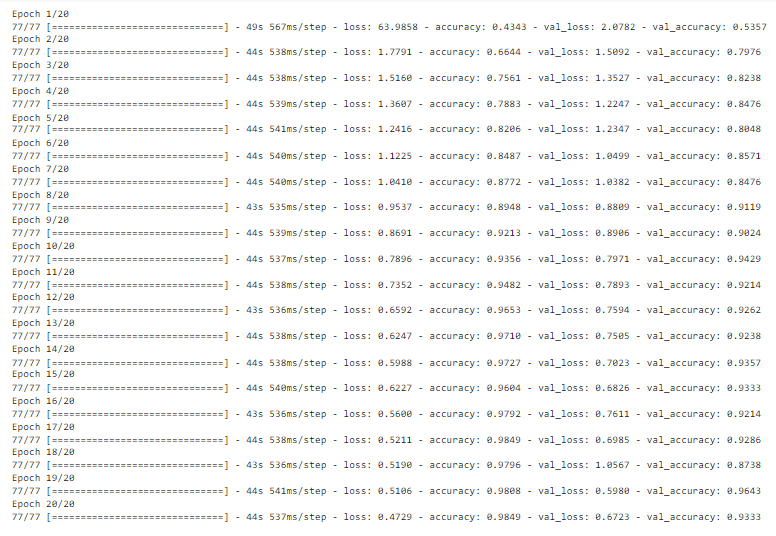 Epoch 1/20
77/77 [==============================] - 49s 567ms/step - loss: 63.9858 - accuracy: 0.4343 - val_loss: 2.0782 - val_accuracy: 0.5357
Epoch 2/20
77/77 [==============================] - 44s 538ms/step - loss: 1.7791 - accuracy: 0.6644 - val_loss: 1.5092 - val_accuracy: 0.7976
Epoch 3/20
77/77 [==============================] - 44s 538ms/step - loss: 1.5160 - accuracy: 0.7561 - val_loss: 1.3527 - val_accuracy: 0.8238
Epoch 4/20
77/77 [==============================] - 44s 539ms/step - loss: 1.3607 - accuracy: 0.7883 - val_loss: 1.2247 - val_accuracy: 0.8476
Epoch 5/20
77/77 [==============================] - 44s 541ms/step - loss: 1.2416 - accuracy: 0.8206 - val_loss: 1.2347 - val_accuracy: 0.8048
Epoch 6/20
77/77 [==============================] - 44s 540ms/step - loss: 1.1225 - accuracy: 0.8487 - val_loss: 1.0499 - val_accuracy: 0.8571
Epoch 7/20
77/77 [==============================] - 44s 540ms/step - loss: 1.0410 - accuracy: 0.8772 - val_loss: 1.0382 - val_accuracy: 0.8476
Epoch 8/20
77/77 [==============================] - 43s 535ms/step - loss: 0.9537 - accuracy: 0.8948 - val_loss: 0.8809 - val_accuracy: 0.9119
Epoch 9/20
77/77 [==============================] - 44s 539ms/step - loss: 0.8691 - accuracy: 0.9213 - val_loss: 0.8906 - val_accuracy: 0.9024
Epoch 10/20
77/77 [==============================] - 44s 537ms/step - loss: 0.7896 - accuracy: 0.9356 - val_loss: 0.7971 - val_accuracy: 0.9429
Epoch 11/20
77/77 [==============================] - 44s 538ms/step - loss: 0.7352 - accuracy: 0.9482 - val_loss: 0.7893 - val_accuracy: 0.9214
Epoch 12/20
77/77 [==============================] - 43s 536ms/step - loss: 0.6592 - accuracy: 0.9653 - val_loss: 0.7594 - val_accuracy: 0.9262
Epoch 13/20
77/77 [==============================] - 44s 538ms/step - loss: 0.6247 - accuracy: 0.9710 - val_loss: 0.7505 - val_accuracy: 0.9238
Epoch 14/20
77/77 [==============================] - 44s 538ms/step - loss: 0.5988 - accuracy: 0.9727 - val_loss: 0.7023 - val_accuracy: 0.9357
Epoch 15/20
77/77 [==============================] - 44s 540ms/step - loss: 0.6227 - accuracy: 0.9604 - val_loss: 0.6826 - val_accuracy: 0.9333
Epoch 16/20
77/77 [==============================] - 43s 536ms/step - loss: 0.5600 - accuracy: 0.9792 - val_loss: 0.7611 - val_accuracy: 0.9214
Epoch 17/20
77/77 [==============================] - 44s 538ms/step - loss: 0.5211 - accuracy: 0.9849 - val_loss: 0.6985 - val_accuracy: 0.9286
Epoch 18/20
77/77 [==============================] - 43s 536ms/step - loss: 0.5190 - accuracy: 0.9796 - val_loss: 1.0567 - val_accuracy: 0.8738
Epoch 19/20
77/77 [==============================] - 44s 541ms/step - loss: 0.5106 - accuracy: 0.9808 - val_loss: 0.5980 - val_accuracy: 0.9643
Epoch 20/20
77/77 [==============================] - 44s 537ms/step - loss: 0.4729 - accuracy: 0.9849 - val_loss: 0.6723 - val_accuracy: 0.9333